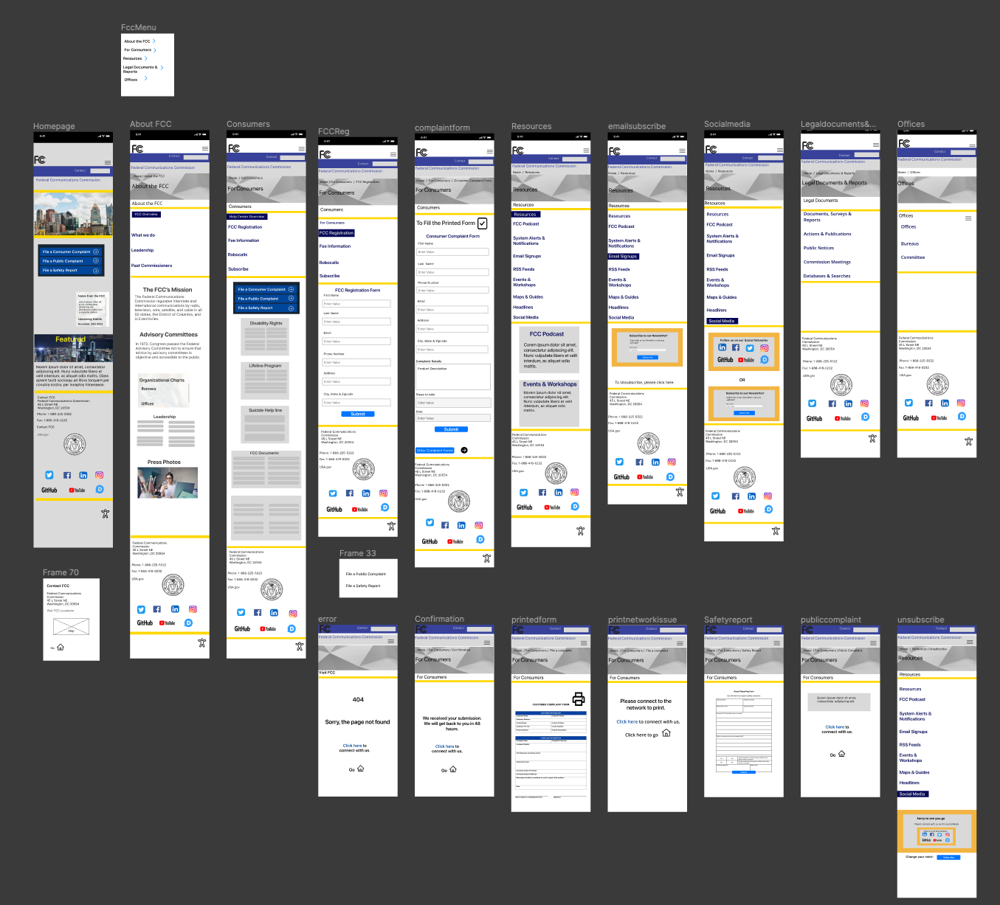 FccMenu
About the FCC
For Consumers
Resources
Legal Documents &
Reports
Offices
Homepage
9:41
FC
Contact
Federal Communications Commission
File a Consumer Complaint
File a Public Complaint
File a Safety Report
Notes from the FCC
Upcoming Events
Featured
Lorem ipsum dolor sit amet, consectetur
adipiscing elit. Nunc vulputate libero et
velit interdum, ac aliquet odio mattis. Class
aptent taciti sociosqu ad litora torquent per
conubia nostra, per inceptos himenaeos.
Contact FCC
Federal Communications Commission
45 L Street NE
Washington, DC 20554
Phone: 1-888-225-5322
Fax: 1-866-418-0232
Contact FCC
USA.gov
GitHub
YouTube
Frame 70
Contact FCC
Federal Communications
Commission
45 L Street NE
Washington, DC 20554
Visit FCC Locations
Map
Go
About FCC
9:41
FC
Contact
Federal Communications Commission
Home / About the FCC
About the FCC
About the FCC
FCC Overview
What we do
Leadership
Past Commissioners
The FCC's Mission
The Federal Communications
Commission regulates interstate and
international communications by radio,
television, wire, satellite, and cable in all
50 states, the District of Columbia, and
U.S.territories.
Advisory Committees
In 1972, Congress passed the Federal
Advisory Committee Act to ensure that
advice by advisory committees is
objective and accessible to the public.
Organizational Charts
Bureaus
Offices
Leadership
Press Photos
Federal Communications
Commission
45 L Street NE
Washington, DC 20554
Phone: 1-888-225-5322
Fax: 1-866-418-0232
USA.gov
GitHub
YouTube
Consumers
9:41
FC
Contact
Federal Communications Commission
Home / For Consumers
For Consumers
Consumers
Help Center Overview
FCC Registration
Fee Information
Robocalls
Subscribe
File a Consumer Complaint
File a Public Complaint
File a Safety Report
Disability Rights
Lifeline Program
Suicide Help line
FCC Documents
Federal Communications
Commission
45 L Street NE
Washington, DC 20554
Phone: 1-888-225-5322
Fax: 1-866-418-0232
USA.gov
GitHub
YouTube
FCCReg
9:41
FC
Contact
Federal Communications Commission
Home / For Consumers | FCC Registration
For Consumers
Consumers
For Consumers
FCC Registration
Fee Information
Robocalls
Subscribe
FCC Registration Form
First Name
Enter Value
Last Name
Enter Value
Email
Enter Value
Phone Number
Enter Value
Address
Enter Value
City, State & Zipcode
Enter Value
Submit
Federal Communications
Commission
45 L Street NE
Washington, DC 20554
Phone: 1-888-225-5322
Fax: 1-866-418-0232
USA.gov
GitHub
YouTube
Frame 33
File a Public Complaint
File a Safety Report
complaintform
9:41
FC
Contact
Federal Communications Commission
Home / For Consumers | Consumer Complaint Form
For Consumers
Consumers
To Fill the Printed Form
Consumer Complaint Form
First Name
Enter Value
Last Name
Enter Value
Phone Number
Enter Value
Email
Enter Value
Address
Enter Value
City, State & Zipcode
Enter Value
Complaint Details
Product Description
Steps to take
Enter Value
Date
Enter Value
Submit
Other Complaint Forms
Federal Communications
Commission
45 L Street NE
Washington, DC 20554
Phone: 1-888-225-5322
Fax: 1-866-418-0232
USA.gov
GitHub
YouTube
Resources
9:41
FC
Contact
Federal Communications Commission
Home / Resources
Resources
Resources
Resources
FCC Podcast
System Alerts &
Notifications
Email Signups
RSS Feeds
Events &
Workshops
Maps & Guides
Headlines
Social Media
FCC Podcast
Lorem ipsum dolor sit amet,
consectetur adipiscing elit.
Nunc vulputate libero et velit
interdum, ac aliquet odio
mattis.
Events & Workshops
Lorem ipsum dolor sit amet,
consectetur adipiscing elit.
Nunc vulputate libero et velit
interdum, ac aliquet odio
mattis.
Federal Communications
Commission
45 L Street NE
Washington, DC 20554
Phone: 1-888-225-5322
Fax: 1-866-418-0232
USA.gov
GitHub
YouTube
emailsubscribe
9:41
FC
Contact
Federal Communications Commission
Home / Resources
Resources
Resources
Resources
FCC Podcast
System Alerts &
Notifications
Email Signups
RSS Feeds
Events &
Workshops
Maps & Guides
Headlines
Social Media
Subscribe to our Newsletter!
Subscribe
To Unsubscribe, please click here
Federal Communications
Commission
45 L Street NE
Washington, DC 20554
Phone: 1-888-225-5322
Fax: 1-866-418-0232
USA.gov
GitHub
YouTube
Socialmedia
9:41
FC
Contact
Federal Communications Commission
Home / Resources
Resources
Resources
Resources
FCC Podcast
System Alerts &
Notifications
Email Signups
RSS Feeds
Events &
Workshops
Maps & Guides
Headlines
Social Media
Follow us on our Social Networks
GitHub
YouTube
OR
Subscribe to our Newsletter!
Subscribe
Federal Communications
Commission
45 L Street NE
Washington, DC 20554
Phone: 1-888-225-5322
Fax: 1-866-418-0232
USA.gov
GitHub
YouTube
Legaldocuments&...
9:41
FC
Contact
Federal Communications Commission
Home / Legal Documents & Reports
Legal Documents & Reports
Legal Documents
Documents, Surveys &
Reports
Actions & Publications
Public Notices
Commission Meetings
Databases & Searches
Federal Communications
Commission
45 L Street NE
Washington, DC 20554
Phone: 1-888-225-5322
Fax: 1-866-418-0232
USA.gov
GitHub
YouTube
Offices
9:41
FC
Contact
Federal Communications Commission
Home / Offices
Offices
Offices
Offices
Bureaus
Committee
Federal Communications
Commission
45 L Street NE
Washington, DC 20554
Phone: 1-888-225-5322
Fax: 1-866-418-0232
USA.gov
GitHub
YouTube
error
FC
Contact
Federal Communications Commission
Visit FCC
404
Sorry, the page not found
Click here to
connect with us.
Go
Confirmation
FC
Contact
Federal Communications Commission
Home / For Consumers / Confirmation
For Consumers
For Consumers
We received your submission.
We will get back to you in 48
hours.
Click here to
connect with us.
Go
printedform
FC
Contact
Federal Communications Commission
Home / For Consumers / File a complaint
For Consumers
For Consumers
CUSTOMER COMPLAINT FORM
printnetworkissue
FC
Contact
Federal Communications Commission
Home | For Consumers / File a complaint
For Consumers
For Consumers
Please connect to the
network to print.
Click here to connect with us.
Click here to go
Safetyreport
FC
Contact
Federal Communications Commission
Home | For Consumers / Safety Report
For Consumers
For Consumers
publiccomplaint
FC
Contact
Federal Communications Commission
Home | For Consumers / Public Complaint
For Consumers
For Consumers
Lorem ipsum dolor sit amet,
consectetur adipiscing elit.
Click here to
connect with us.
Go
unsubscribe
FC
Contact
Federal Communications Commission
Home / Resources / Unsubscribe
Resources
Resources
Resources
FCC Podcast
System Alerts &
Notifications
Email Signups
RSS Feeds
Events &
Workshops
Maps & Guides
Headlines
Social Media
Sorry to see you go
GitHub
YouTube
Change your mind-
Subscribe